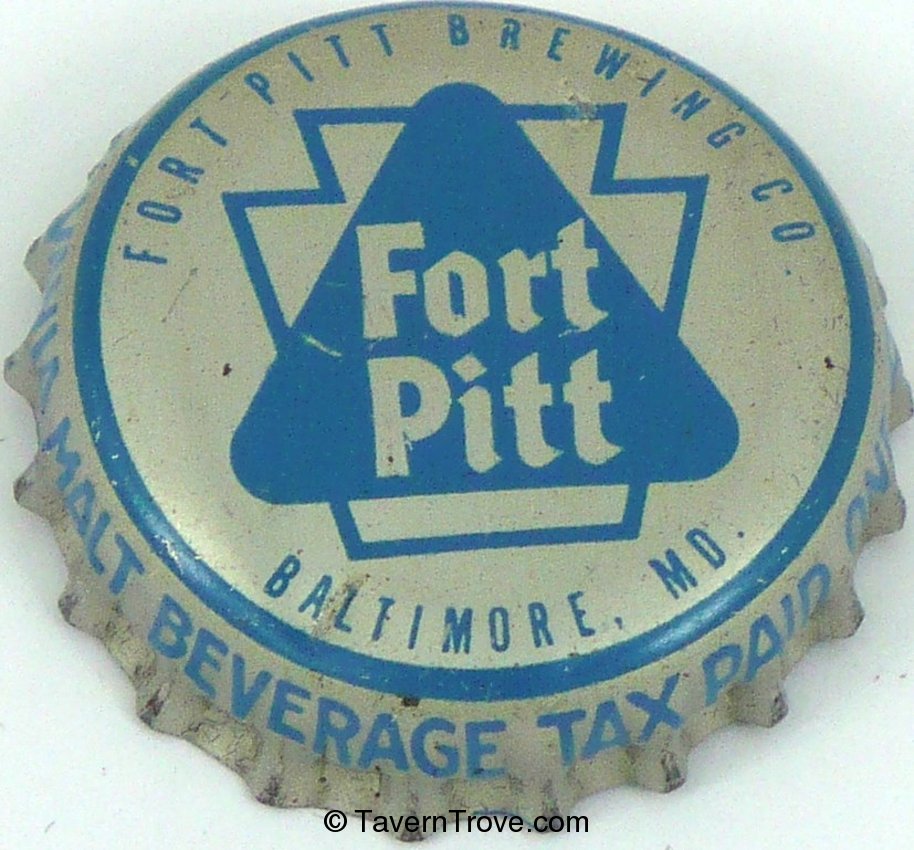 FORT PITT BREWING CO.
Fort
Pitt
BALTIMORE, MD.
MALT BEVERAGE TAX PAID
© TavernTrove.com